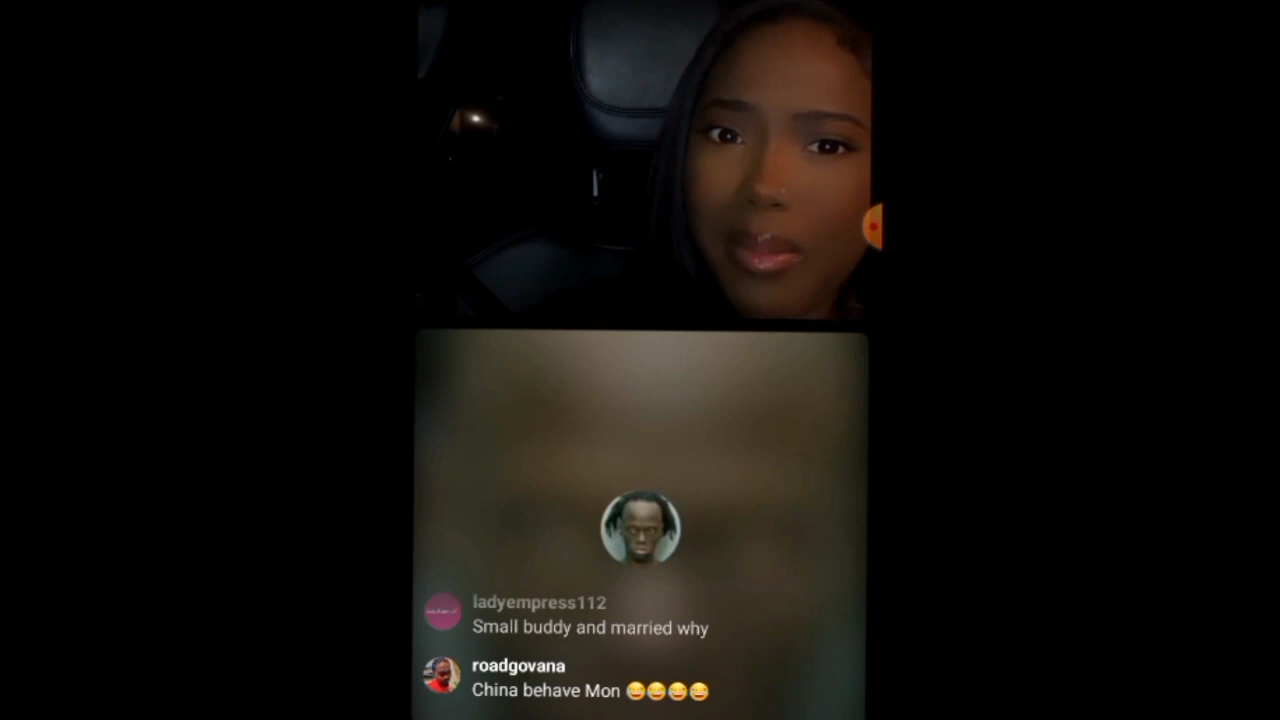 ladyempress112
Small buddy and married why
roadgovana
China behave Mon 😂😂😂😂